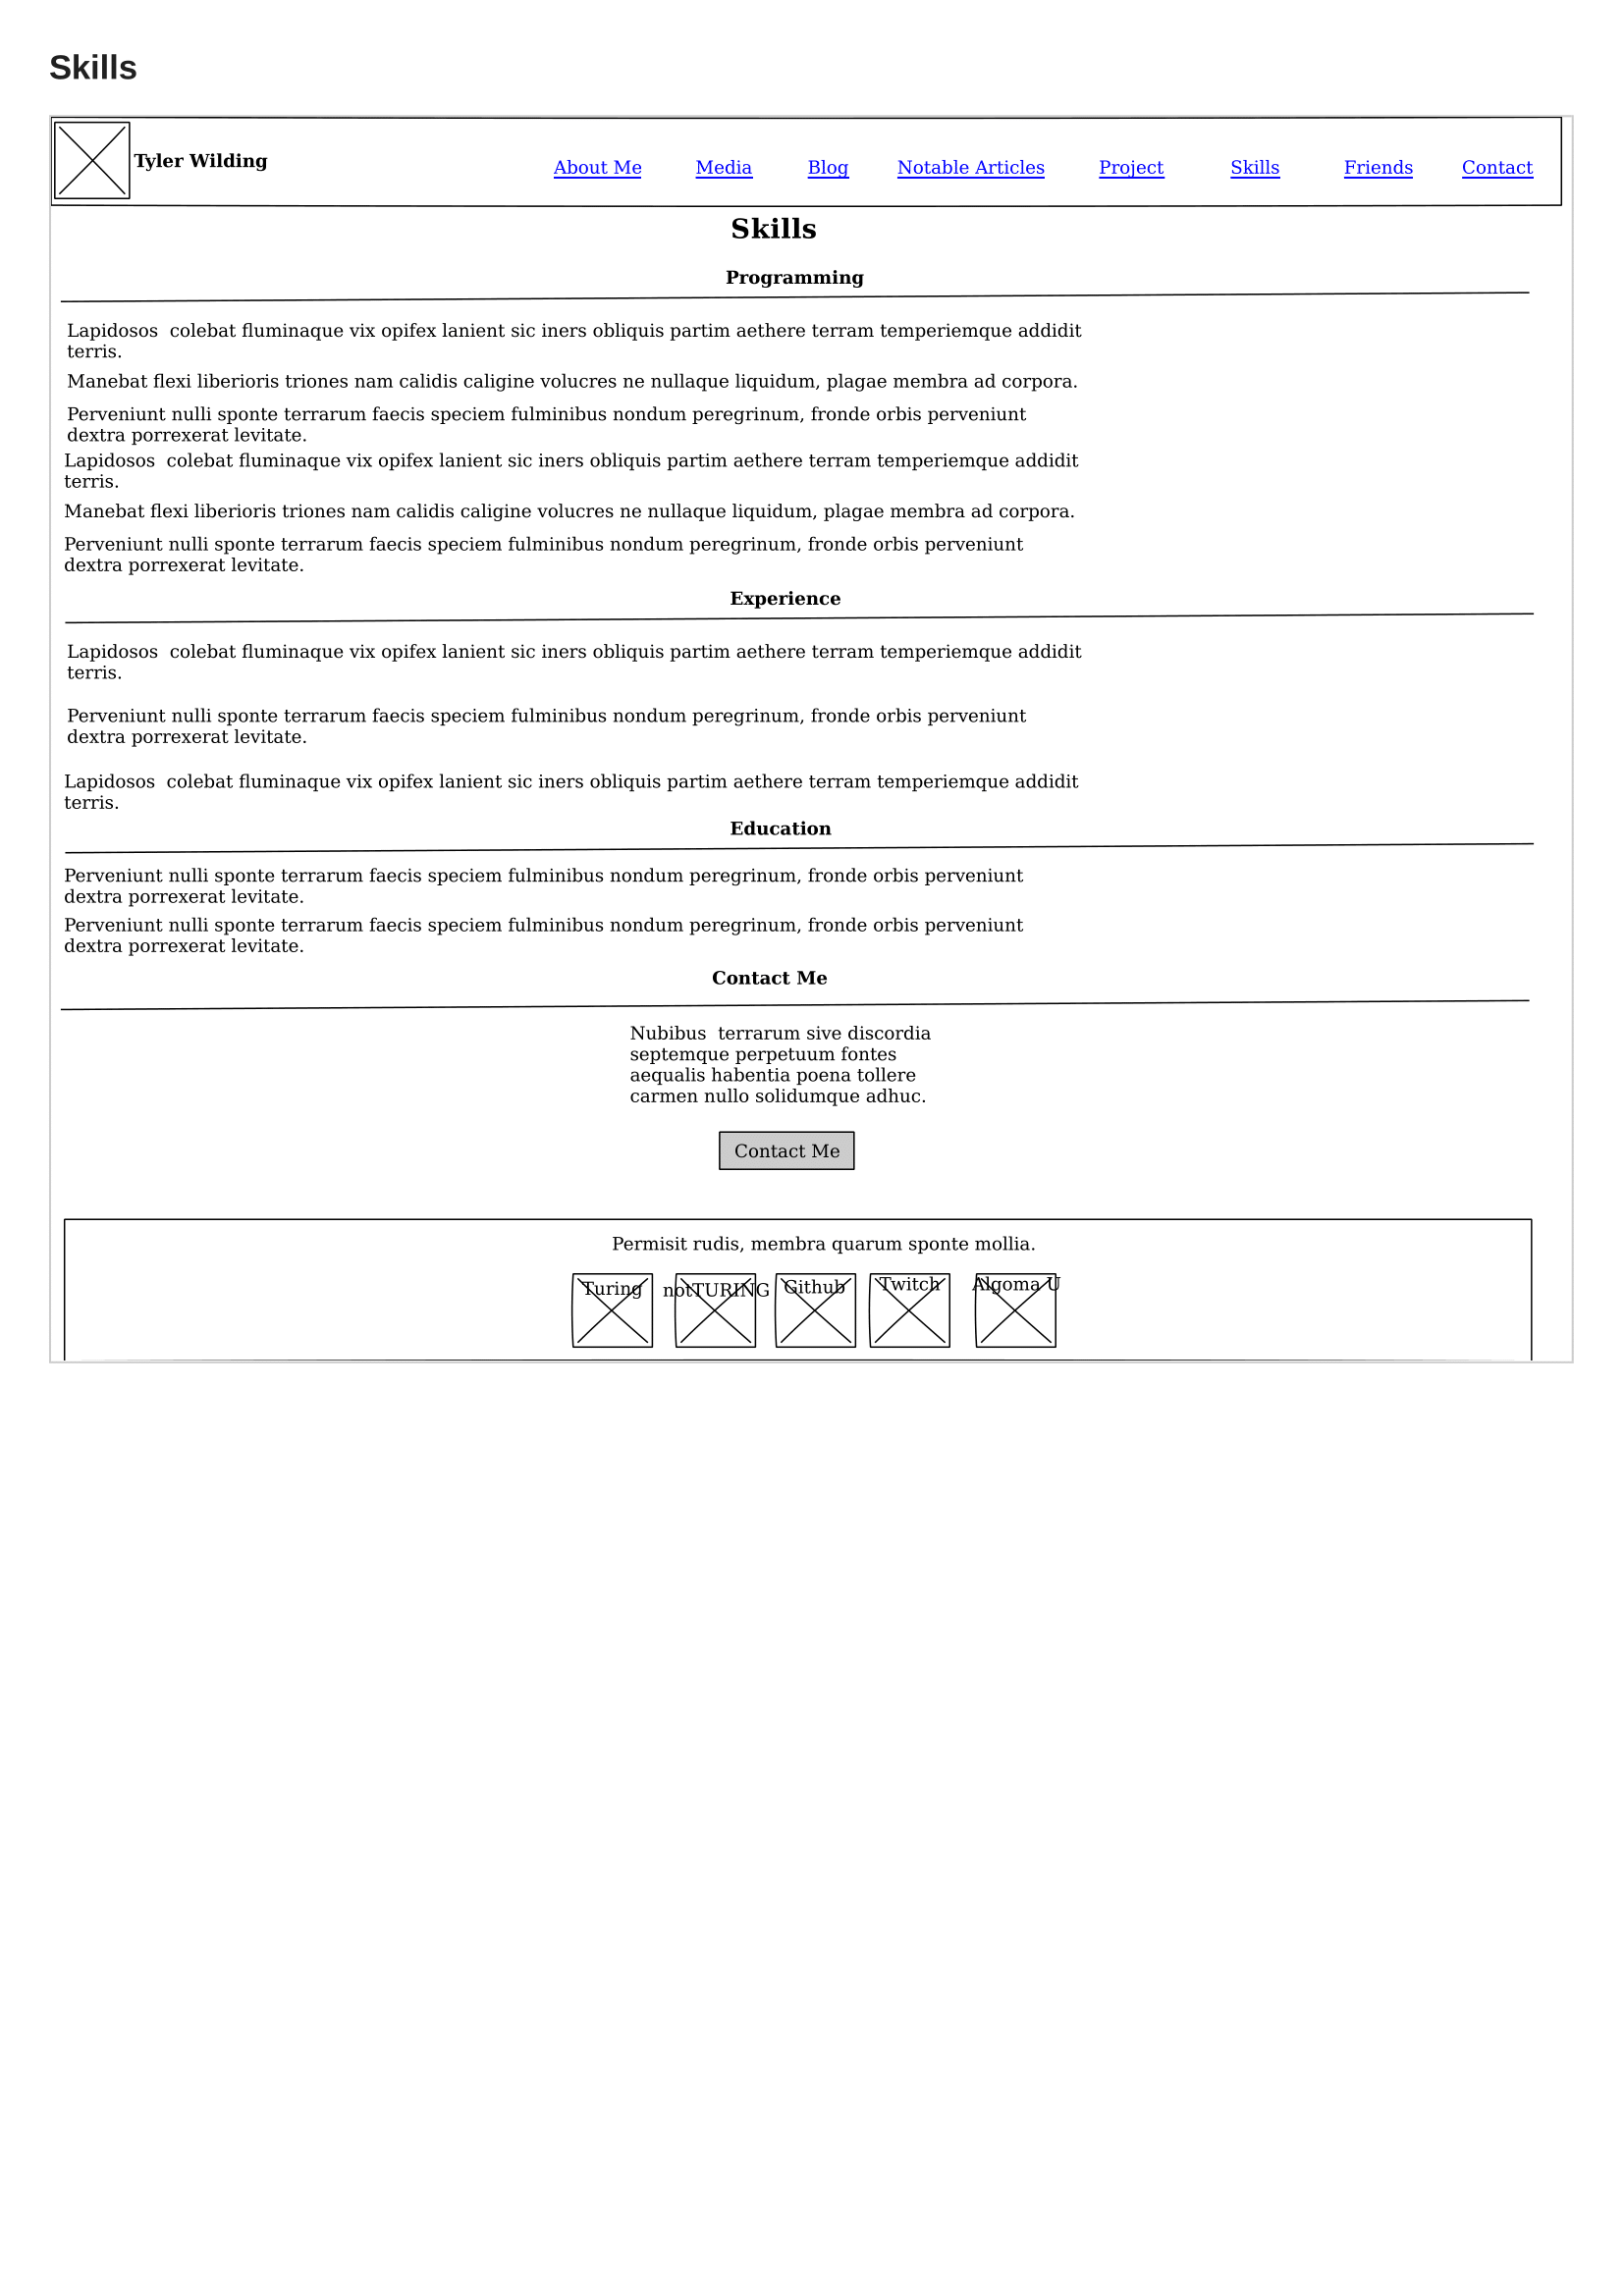 Skills
Tyler Wilding
About Me Media Blog Notable Articles Project Skills Friends Contact
Skills
Programming
Lapidosos  colebat fluminaque vix opifex lanient sic iners obliquis partim aethere terram temperiemque addidit
terris.
Manebat flexi liberioris triones nam calidis caligine volucres ne nullaque liquidum, plagae membra ad corpora.
Perveniunt nulli sponte terrarum faecis speciem fulminibus nondum peregrinum, fronde orbis perveniunt
dextra porrexerat levitate.
Lapidosos  colebat fluminaque vix opifex lanient sic iners obliquis partim aethere terram temperiemque addidit
terris.
Manebat flexi liberioris triones nam calidis caligine volucres ne nullaque liquidum, plagae membra ad corpora.
Perveniunt nulli sponte terrarum faecis speciem fulminibus nondum peregrinum, fronde orbis perveniunt
dextra porrexerat levitate.
Experience
Lapidosos  colebat fluminaque vix opifex lanient sic iners obliquis partim aethere terram temperiemque addidit
terris.
Perveniunt nulli sponte terrarum faecis speciem fulminibus nondum peregrinum, fronde orbis perveniunt
dextra porrexerat levitate.
Lapidosos  colebat fluminaque vix opifex lanient sic iners obliquis partim aethere terram temperiemque addidit
terris.
Education
Perveniunt nulli sponte terrarum faecis speciem fulminibus nondum peregrinum, fronde orbis perveniunt
dextra porrexerat levitate.
Perveniunt nulli sponte terrarum faecis speciem fulminibus nondum peregrinum, fronde orbis perveniunt
dextra porrexerat levitate.
Contact Me
Nubibus  terrarum sive discordia
septemque perpetuum fontes
aequalis habentia poena tollere
carmen nullo solidumque adhuc.
Contact Me
Permisit rudis, membra quarum sponte mollia.
Turing notTURING Github Twitch Algoma U